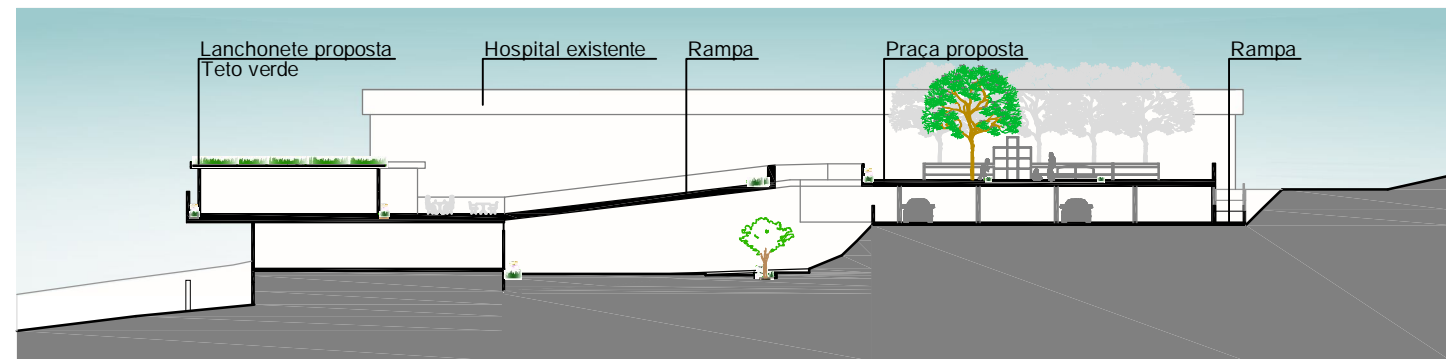 Lanchonete proposta
Teto verde
Hospital existente
Rampa
Praça proposta
Rampa